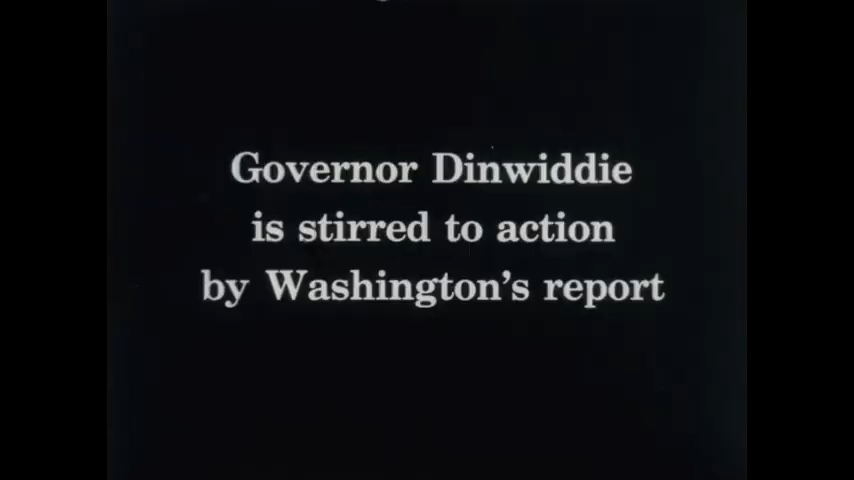 Governor Dinwiddie
is stirred to action
by Washington's report